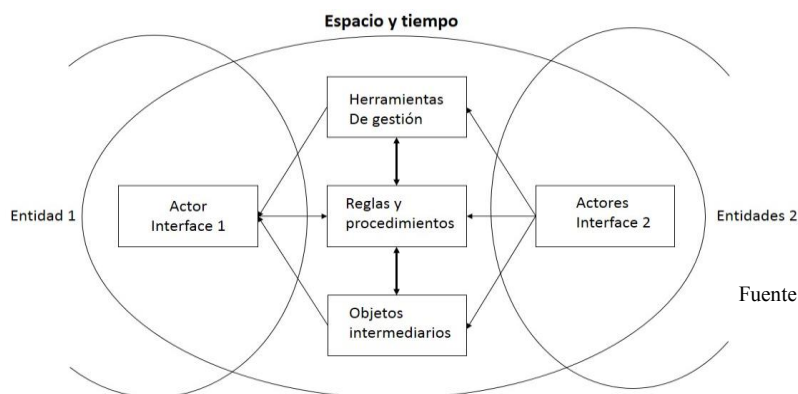 Espacio y tiempo
Herramientas
De gestión
Entidad 1
Actor
Interface 1
Reglas y
procedimientos
Actores
Interface 2
Entidades 2
Objetos
intermediarios
Fuente